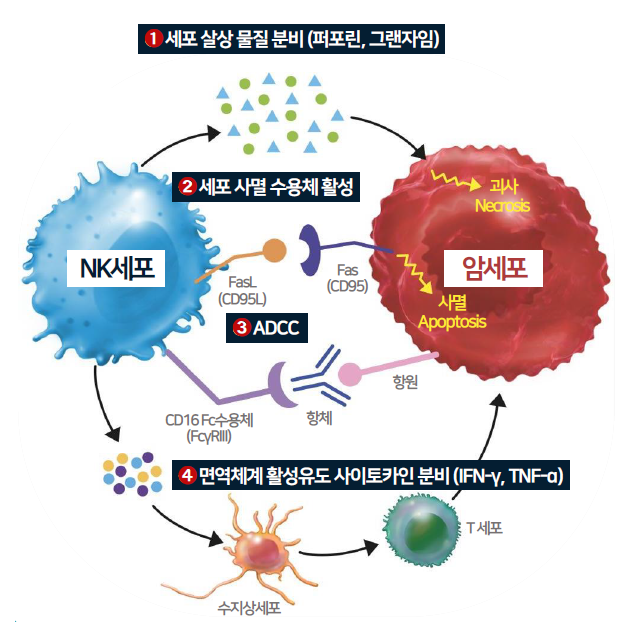 1 세포 살상 물질 분비 (퍼포린, 그랜자임)
2 세포 사멸 수용체 활성
괴사
Necrosis
NK세포
암세포
FasL
(CD95L)
Fas
(CD95)
사멸
Apoptosis
3 ADCC
CD16 Fc수용체
(FcγRIII)
항체
항원
4 면역체계 활성유도 사이토카인 분비 (IFN-γ, TNF-α)
T 세포
수지상세포